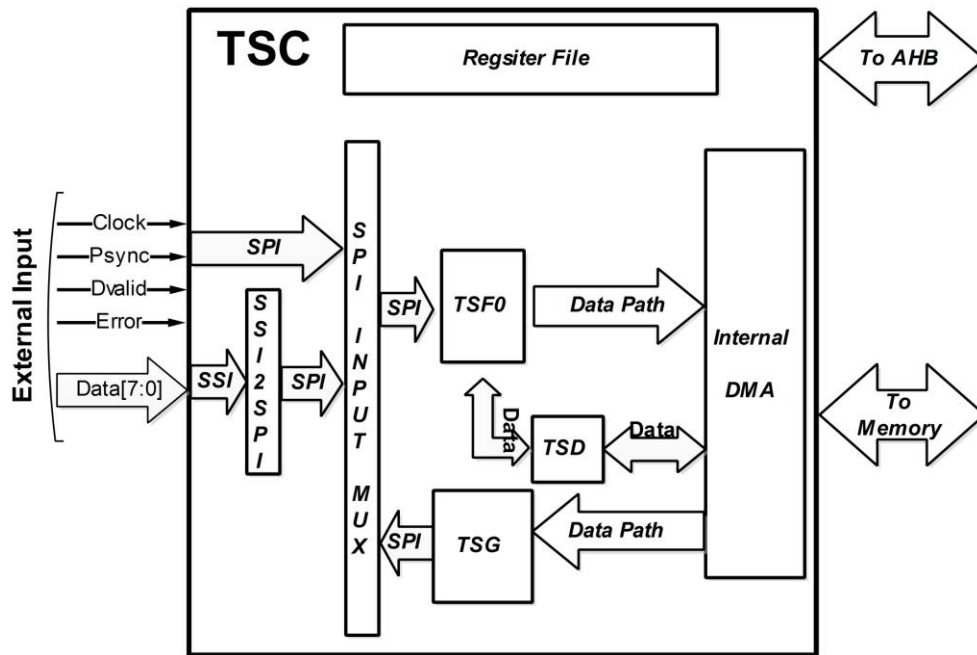 TSC
Regsiter File
To AHB
External Input
Clock
Psync
Dvalid
Error
Data[7:0]
SPI
SSI
SSI2SPI
SPI
SPI INPUT MUX
SPI
TSF0
Data Path
Internal
DMA
To
Memory
Data
TSD
Data
SPI
TSG
Data Path